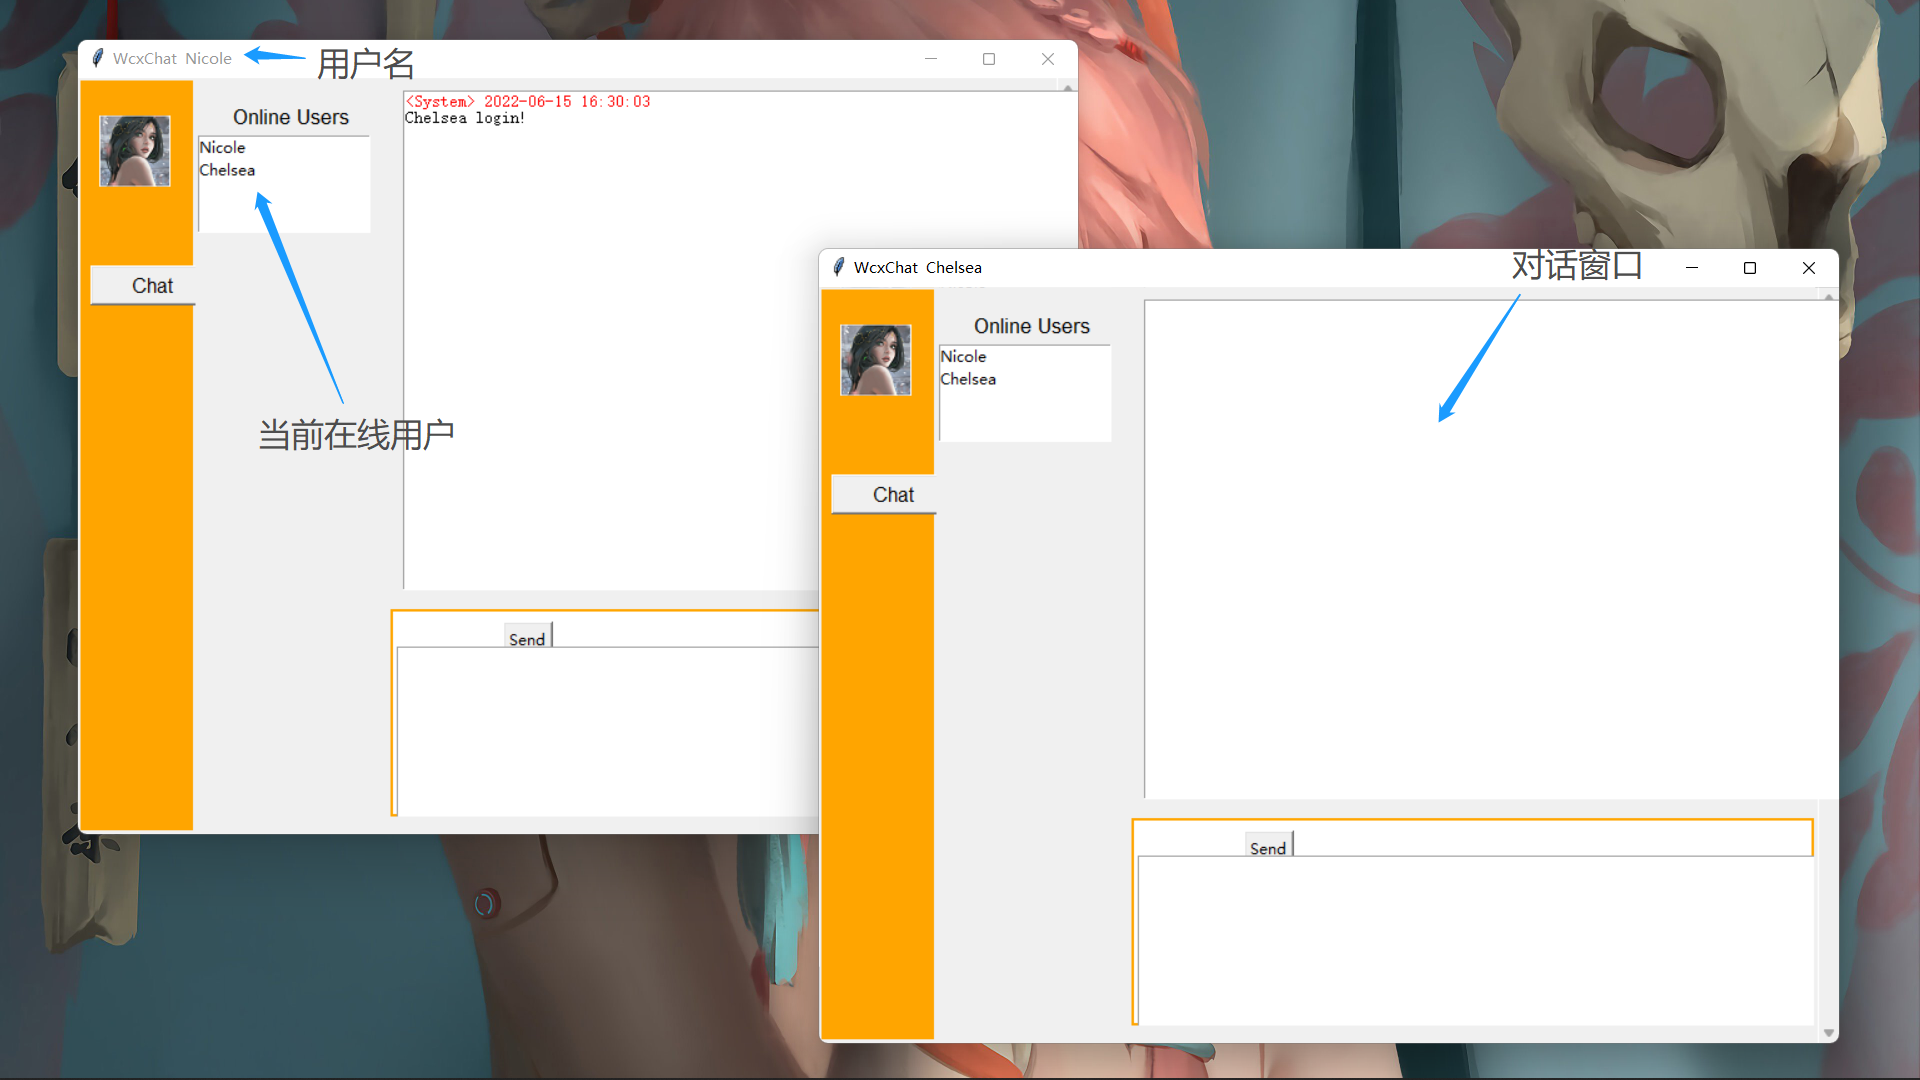 WcxChat Nicole
用户名
Online Users
Nicole
Chelsea
<System> 2022-06-15 16:30:03
Chelsea login!
Chat
当前在线用户
Send
WcxChat Chelsea
对话窗口
Online Users
Nicole
Chelsea
Chat
Send